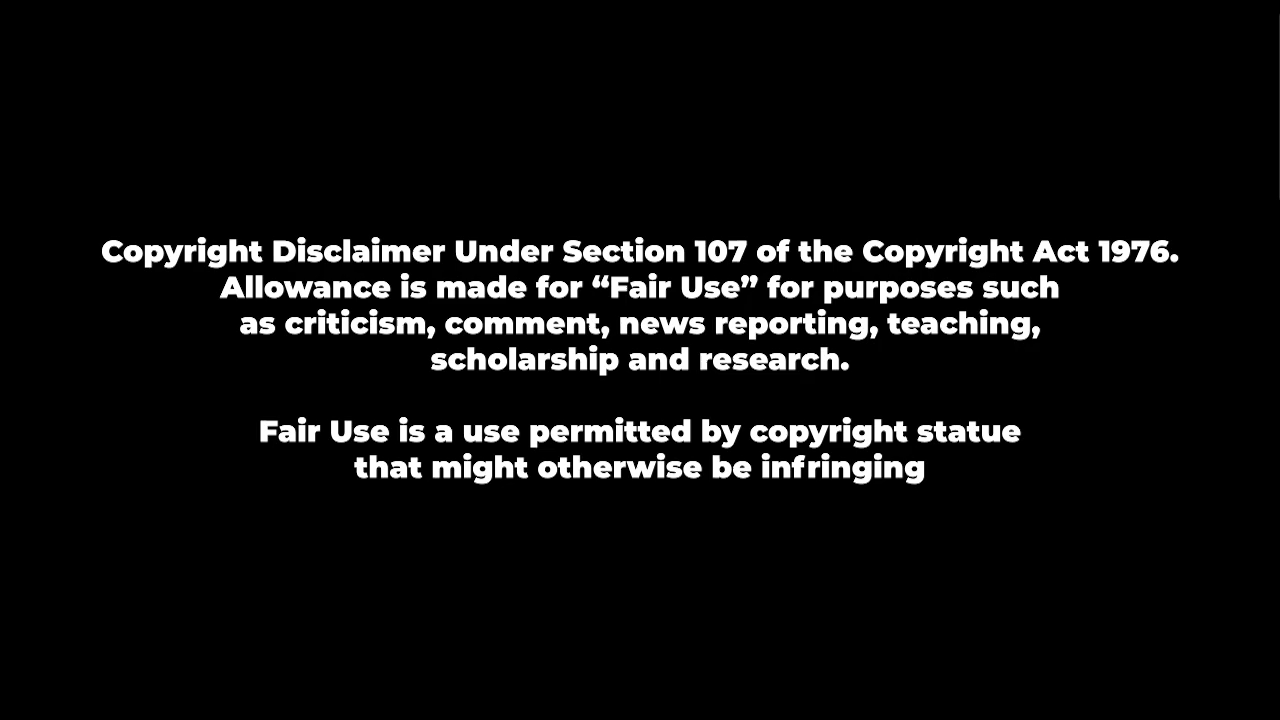 Copyright Disclaimer Under Section 107 of the Copyright Act 1976.
Allowance is made for “Fair Use” for purposes such
as criticism, comment, news reporting, teaching,
scholarship and research.
Fair Use is a use permitted by copyright statue
that might otherwise be infringing